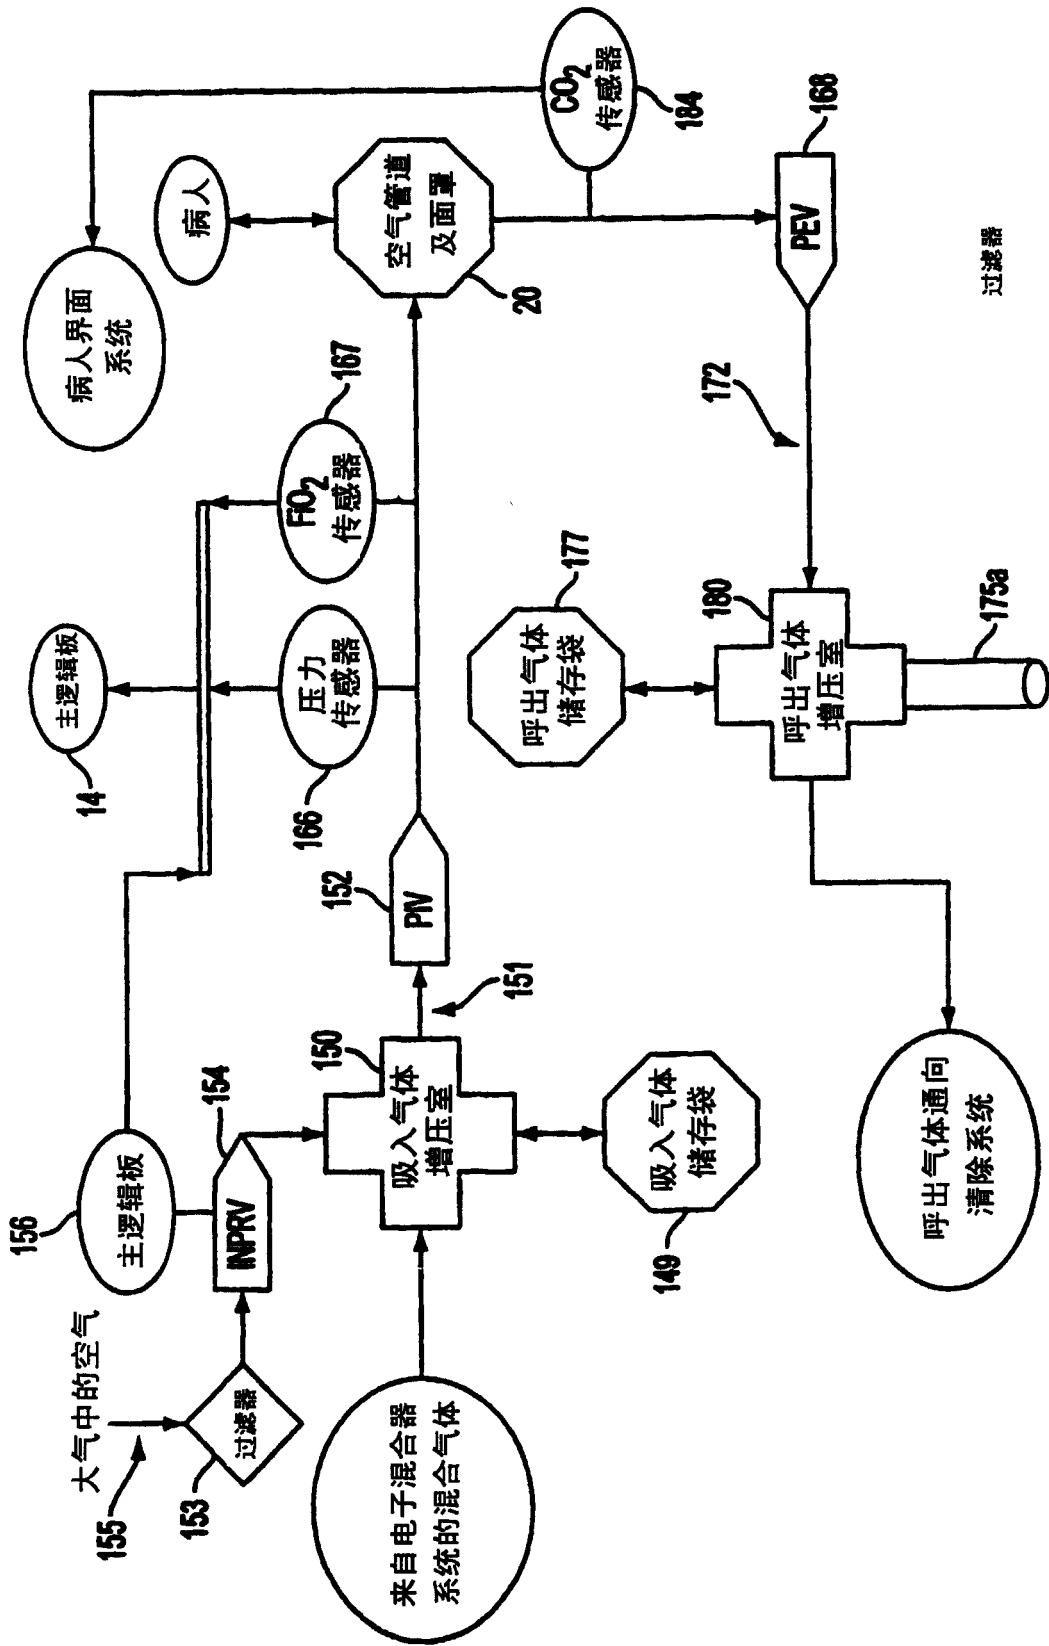 大气中的空气
155
过滤器
153
156
主逻辑板
INPRV
154
来自电子混合器
系统的混合气体
吸入气体
增压室
150
吸入气体
储存袋
149
151
PIV
152
主逻辑板
14
压力
传感器
166
FiO2
传感器
167
病人界面
系统
病人
空气管道
及面罩
20
CO2
传感器
184
PEV
168
172
呼出气体
储存袋
177
呼出气体
增压室
180
175a
呼出气体通向
清除系统
过滤器